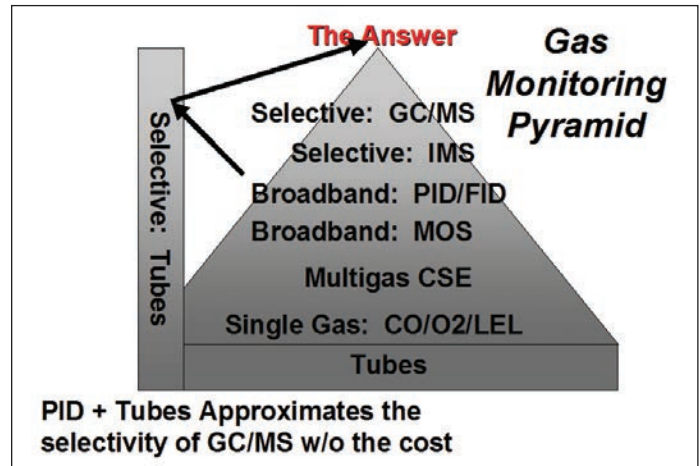 The Answer
Gas
Monitoring
Pyramid
Selective: GC/MS
Selective: IMS
Broadband: PID/FID
Broadband: MOS
Multigas CSE
Single Gas: CO/O2/LEL
Tubes
Selective: Tubes
PID + Tubes Approximates the
selectivity of GC/MS w/o the cost